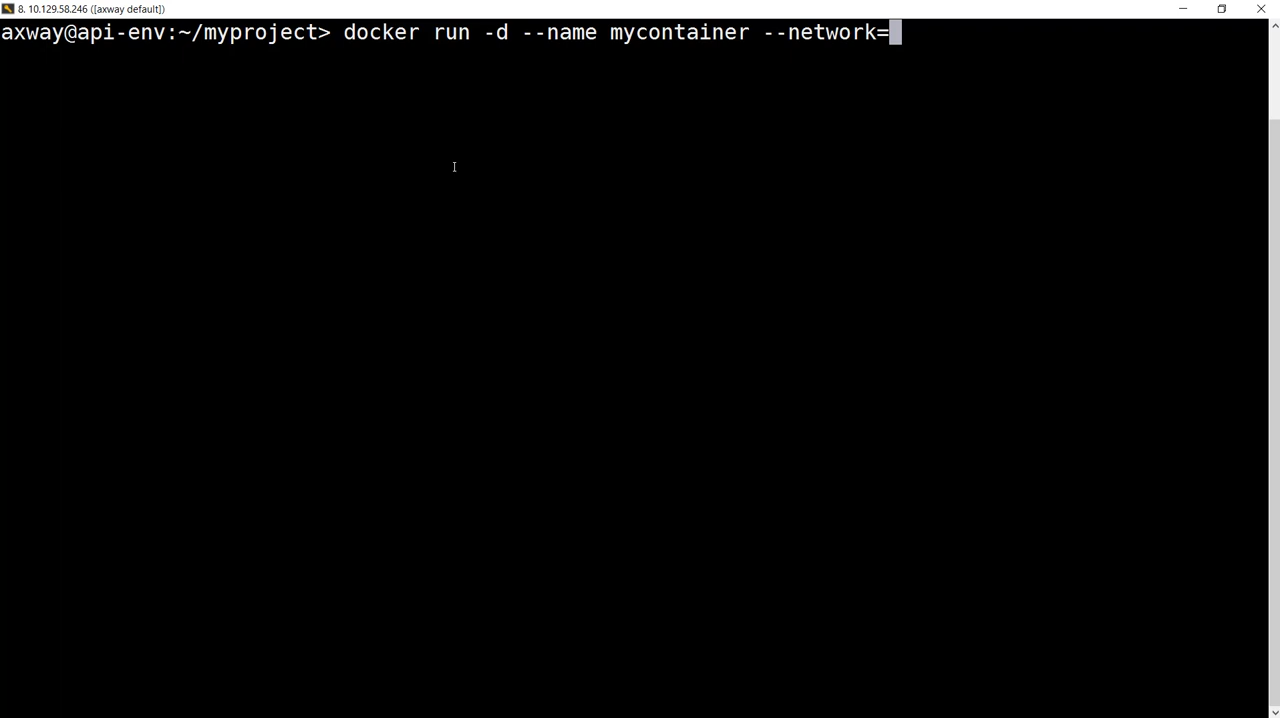 8. 10.129.58.246 ([axway default])
axway@api-env:~/myproject> docker run -d --name mycontainer --network=